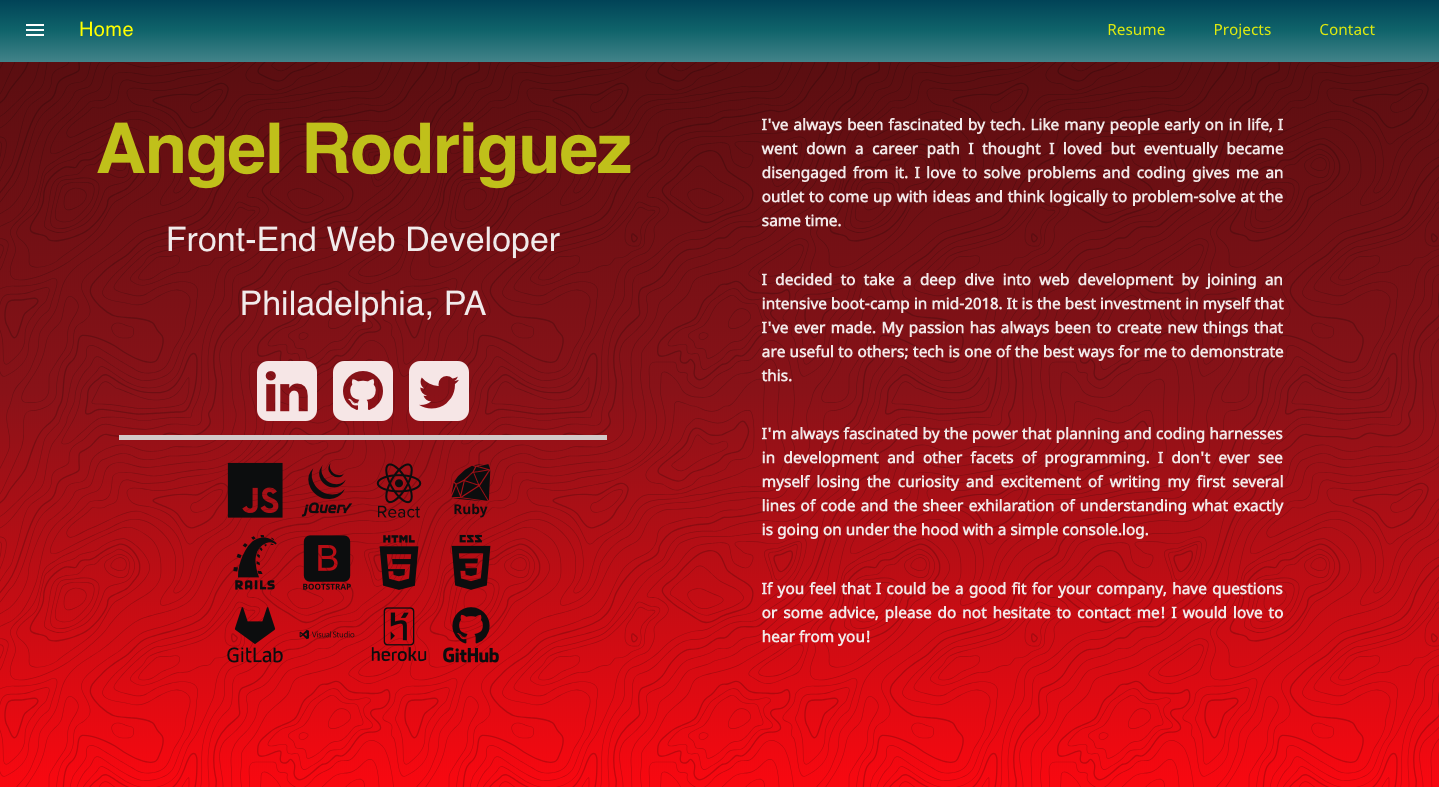 Home
Resume
Projects
Contact
Angel Rodriguez
Front-End Web Developer
Philadelphia, PA
in
JS
jQuery
React
Ruby
RAILS
B
BOOTSTRAP
HTML
5
CSS
3
GitLab
Visual Studio
heroku
GitHub
I've always been fascinated by tech. Like many people early on in life, I
went down a career path I thought I loved but eventually became
disengaged from it. I love to solve problems and coding gives me an
outlet to come up with ideas and think logically to problem-solve at the
same time.
I decided to take a deep dive into web development by joining an
intensive boot-camp in mid-2018. It is the best investment in myself that
I've ever made. My passion has always been to create new things that
are useful to others; tech is one of the best ways for me to demonstrate
this.
I'm always fascinated by the power that planning and coding harnesses
in development and other facets of programming. I don't ever see
myself losing the curiosity and excitement of writing my first several
lines of code and the sheer exhilaration of understanding what exactly
is going on under the hood with a simple console.log.
If you feel that I could be a good fit for your company, have questions
or some advice, please do not hesitate to contact me! I would love to
hear from you!